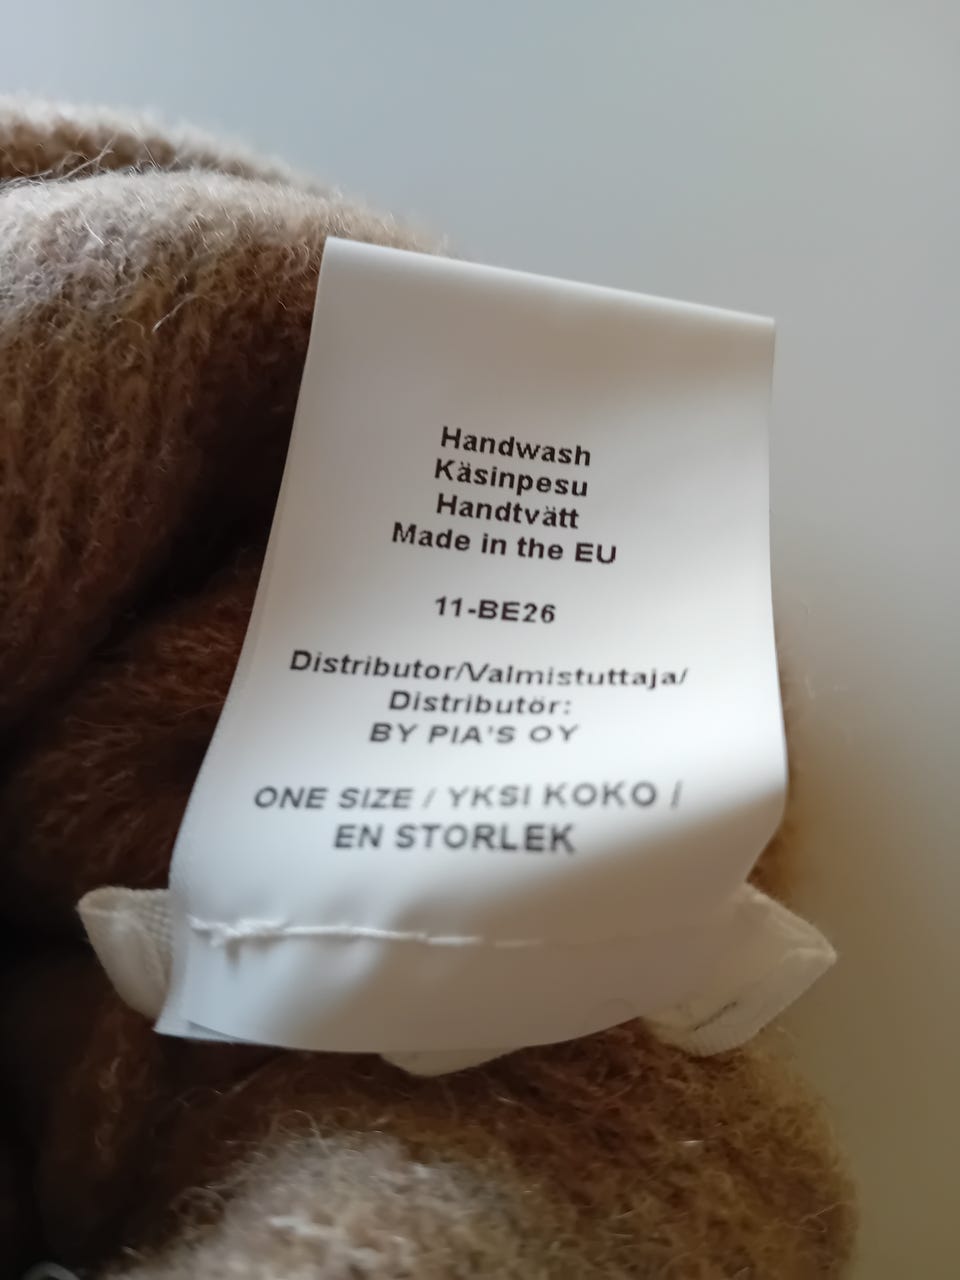 Handwash
Käsinpesu
Handtvätt
Made in the EU
11-BE26
Distributor/Valmistuttaja/
Distributör:
BY PIA'S OY
ONE SIZE / YKSI KOKO /
EN STORLEK